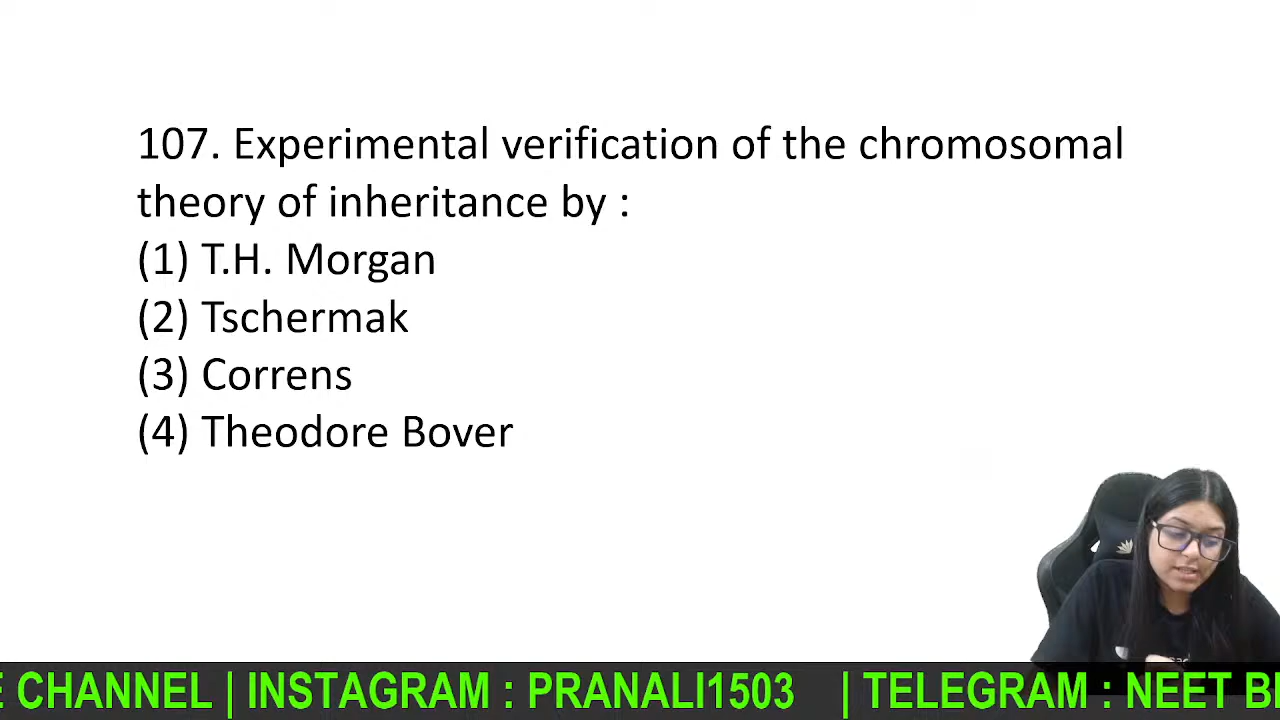 107. Experimental verification of the chromosomal
theory of inheritance by :
(1) T.H. Morgan
(2) Tschermak
(3) Correns
(4) Theodore Bover
CHANNEL | INSTAGRAM : PRANALI1503 | TELEGRAM : NEET